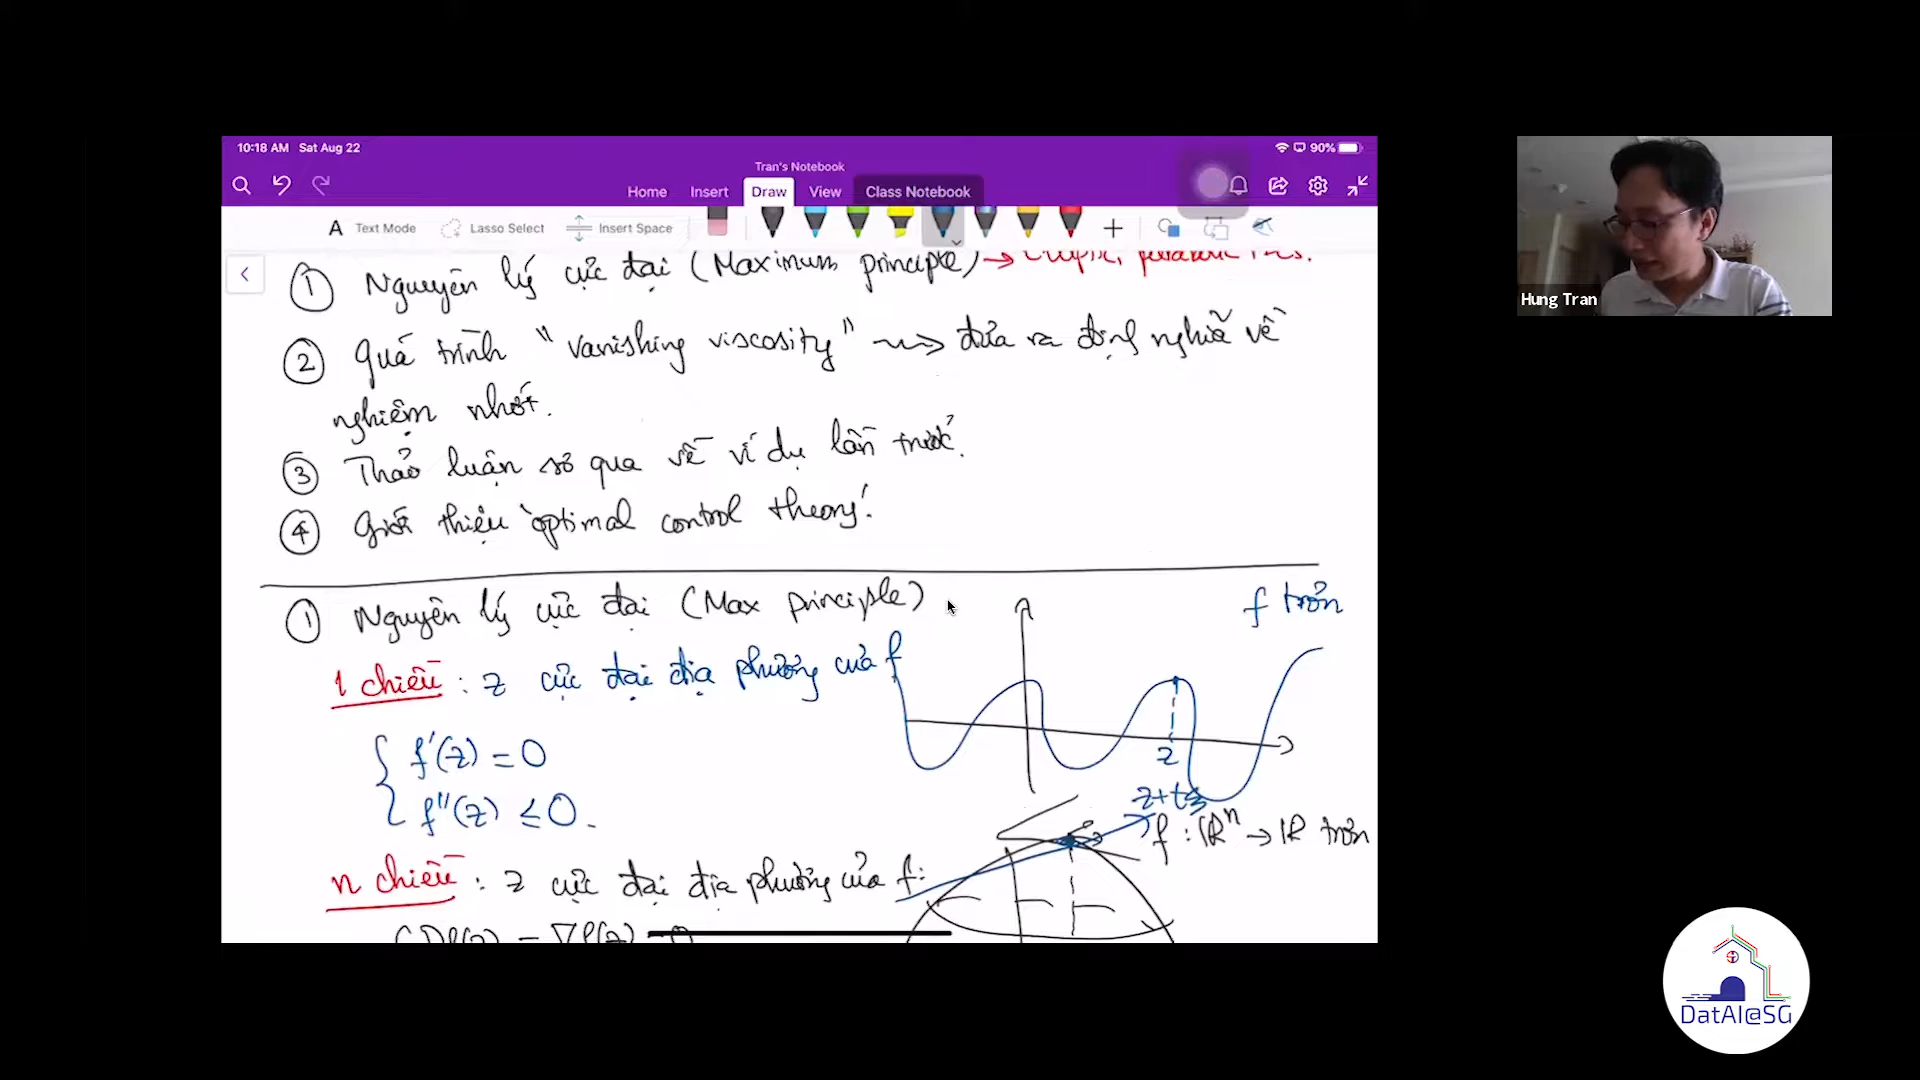 10:18 AM Sat Aug 22
90%
Tran's Notebook
Home Insert Draw View Class Notebook
A Text Mode Lasso Select Insert Space
① Nguyên lý cực đại (Maximum principle) →
② Quá trình "vanishing viscosity" ⇝ đưa ra định nghĩa về
nghiệm nhớt.
③ Thảo luận sơ qua về ví dụ lần trước.
④ Giới thiệu "optimal control theory".
① Nguyên lý cực đại (Max principle)
f trơn
1 chiều : z cực đại địa phương của f
z
{ f'(z) = 0
f''(z) ≤ 0.
z+tξ
f : ℝⁿ → ℝ trơn
n chiều : z cực đại địa phương của f:
Hung Tran
DatAI@SG